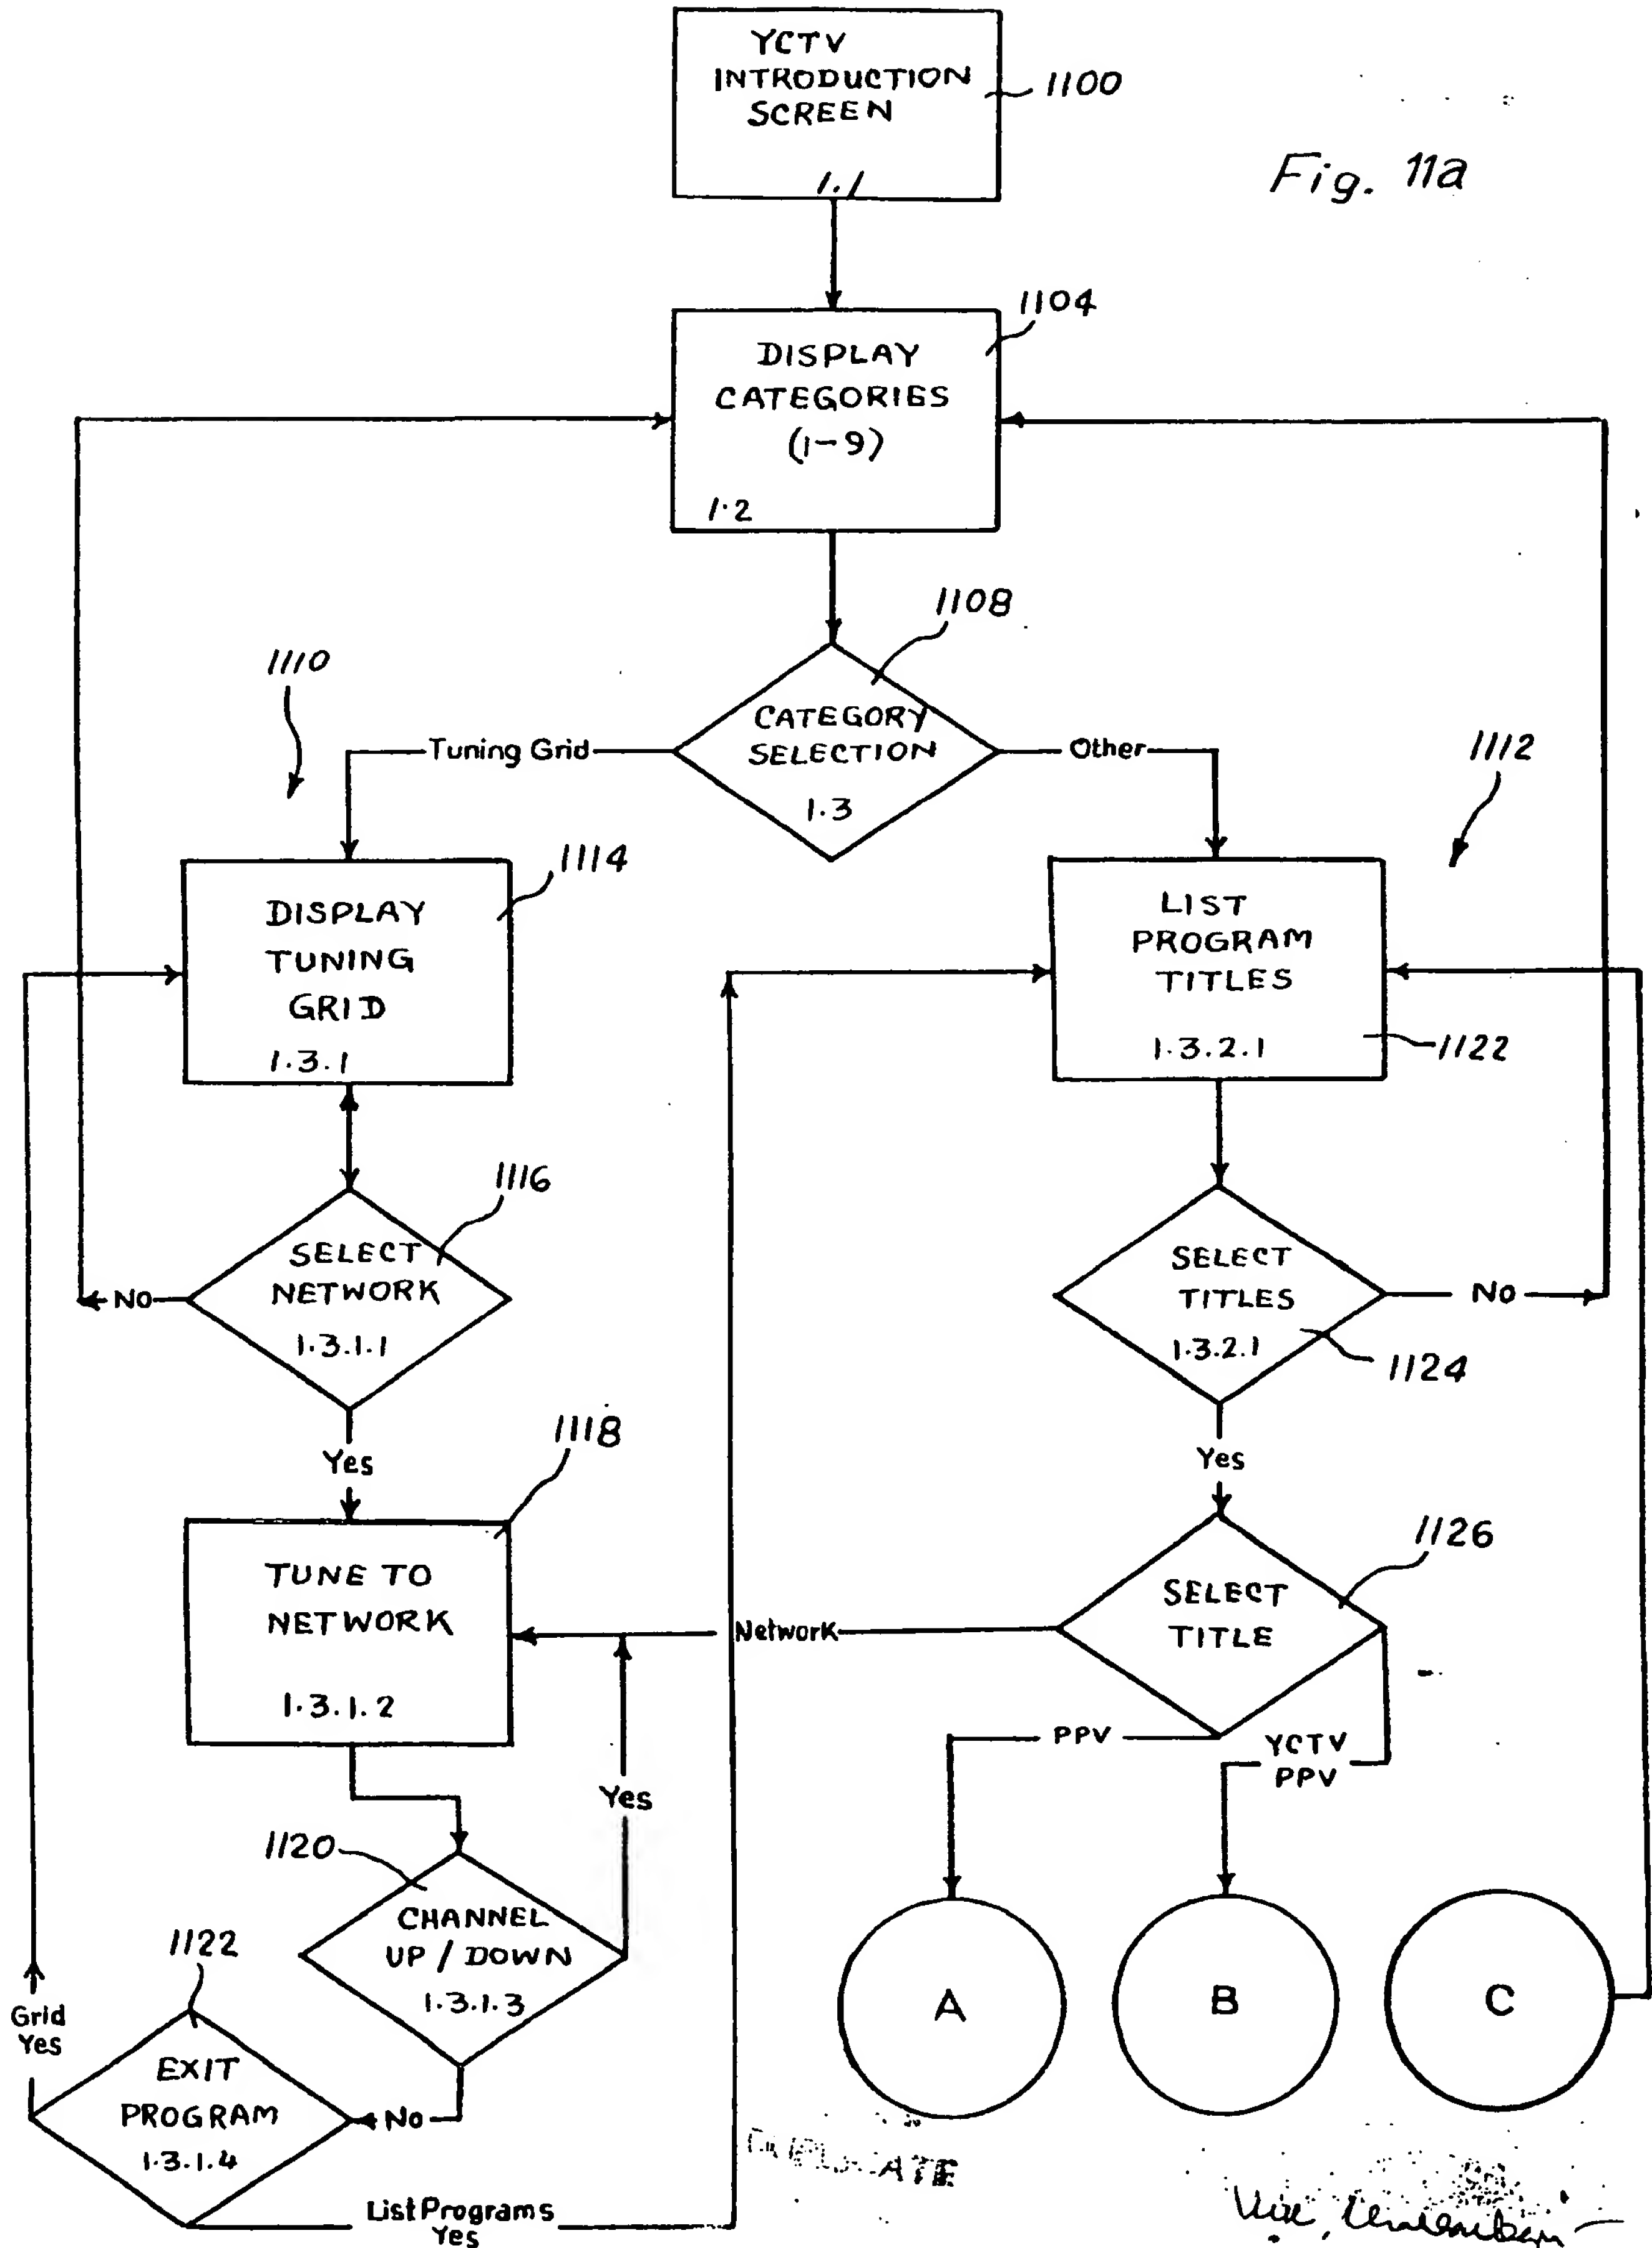 YCTV
INTRODUCTION
SCREEN
1.1
1100
Fig. 11a
1104
DISPLAY
CATEGORIES
(1-9)
1.2
1108
1110
CATEGORY
SELECTION
1.3
Tuning Grid
Other
1112
1114
DISPLAY
TUNING
GRID
1.3.1
LIST
PROGRAM
TITLES
1.3.2.1
1122
1116
SELECT
NETWORK
1.3.1.1
No
SELECT
TITLES
1.3.2.1
No
1124
Yes
1118
Yes
1126
TUNE TO
NETWORK
1.3.1.2
Network
SELECT
TITLE
PPV
YCTV
PPV
Yes
1120
CHANNEL
UP / DOWN
1.3.1.3
A
B
C
1122
Grid
Yes
EXIT
PROGRAM
1.3.1.4
No
List Programs
Yes